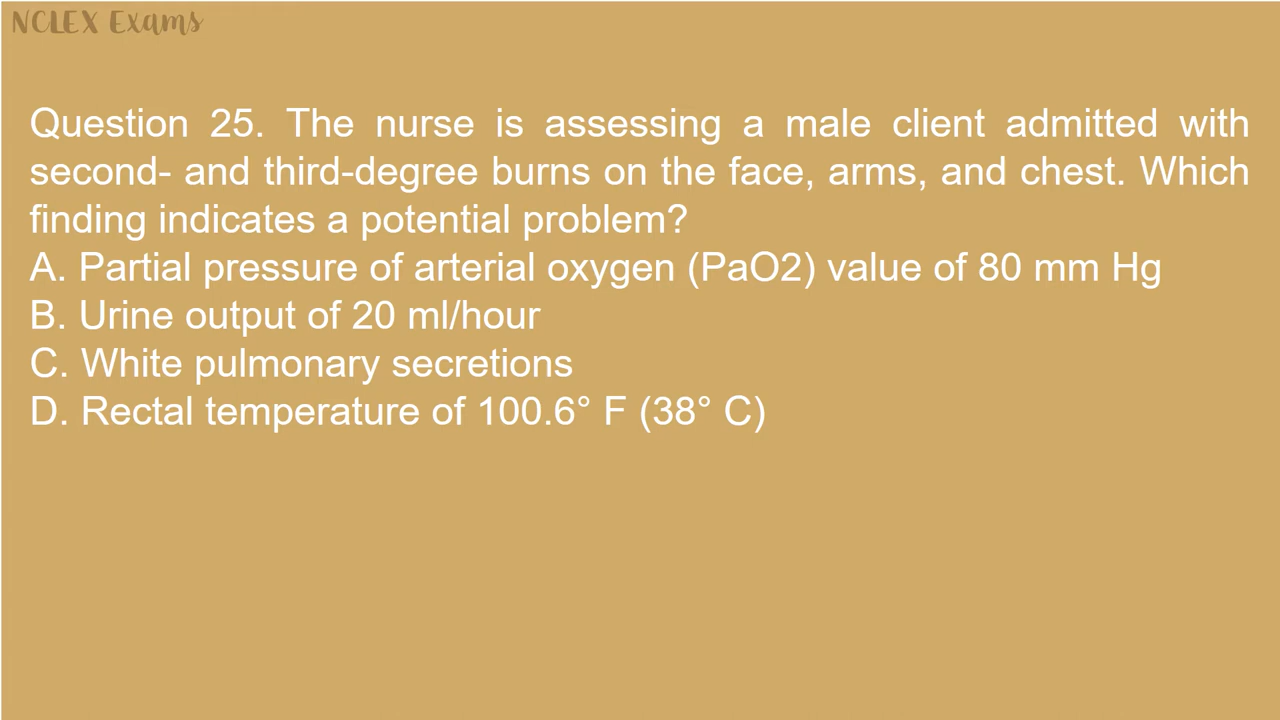 NCLEX Exams
Question 25. The nurse is assessing a male client admitted with
second- and third-degree burns on the face, arms, and chest. Which
finding indicates a potential problem?
A. Partial pressure of arterial oxygen (PaO2) value of 80 mm Hg
B. Urine output of 20 ml/hour
C. White pulmonary secretions
D. Rectal temperature of 100.6° F (38° C)